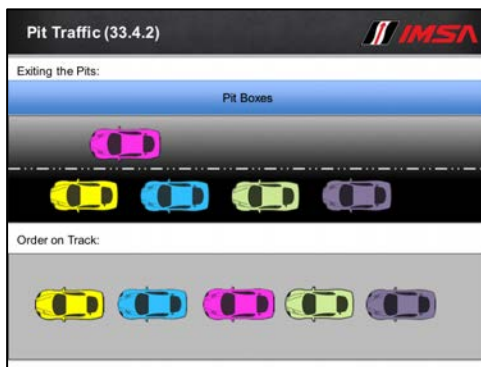 Pit Traffic (33.4.2)
IMSA
Exiting the Pits:
Pit Boxes
Order on Track: